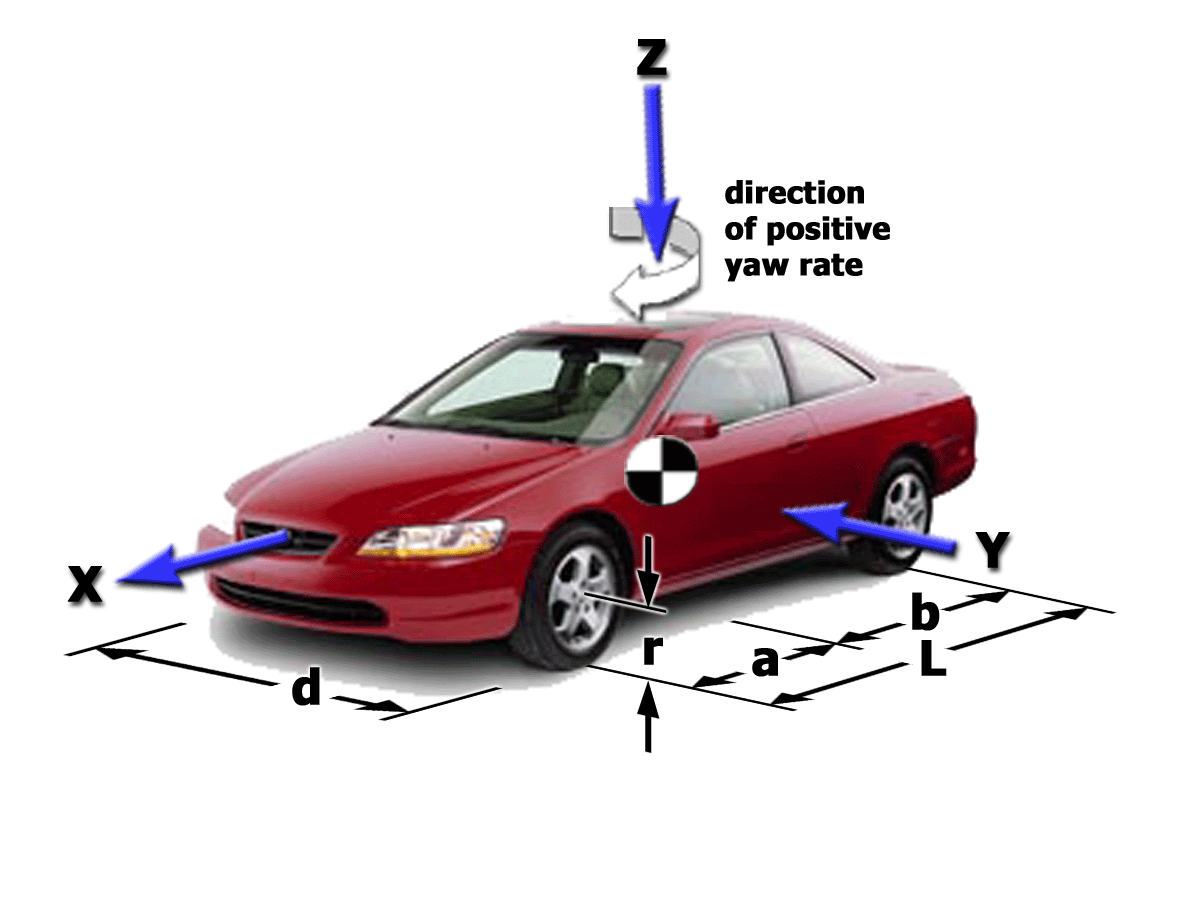 Z
direction
of positive
yaw rate
X
Y
b
L
a
r
d